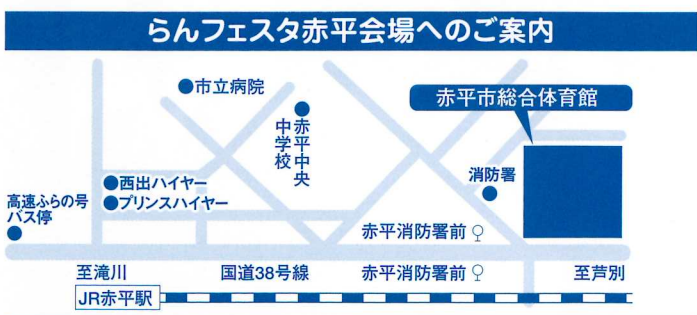 らんフェスタ赤平会場へのご案内
市立病院
赤平中央
中学校
赤平市総合体育館
消防署
西出ハイヤー
プリンスハイヤー
高速ふらの号
バス停
赤平消防署前
至滝川
国道38号線
赤平消防署前
至芦別
JR赤平駅